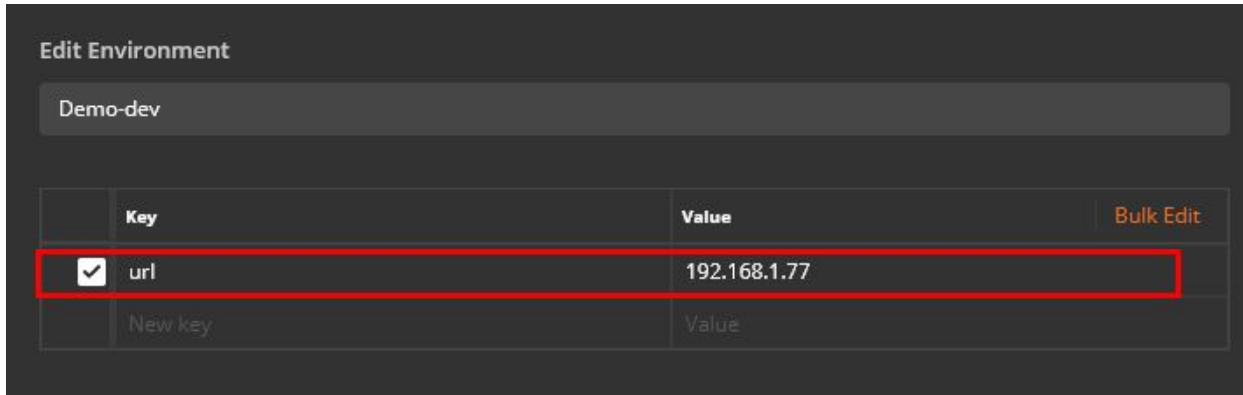 Edit Environment
Demo-dev
Key Value Bulk Edit
url 192.168.1.77
New key Value